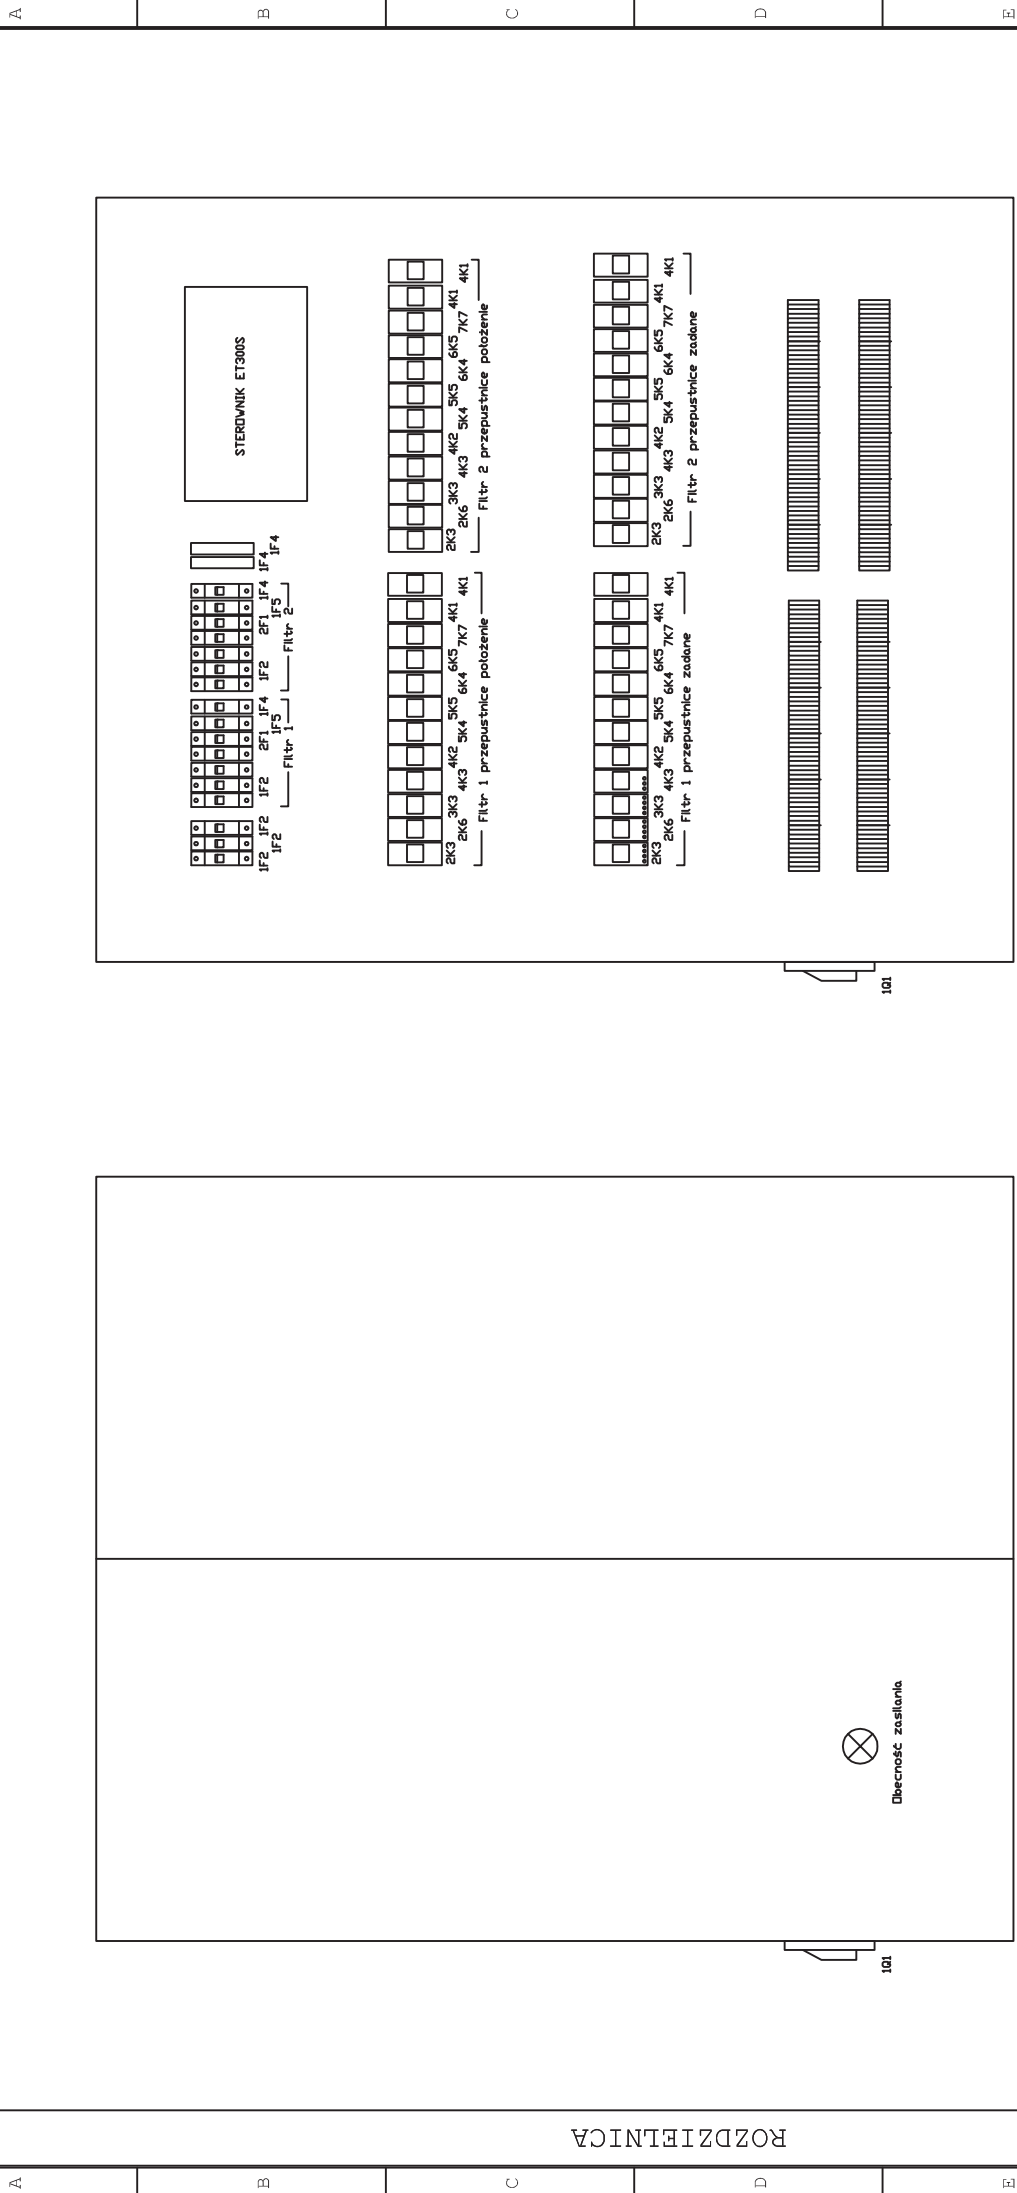 A
B
C
D
E
STEROWNIK ET300S
1F2 1F2 1F2 2F1 1F4 1F2 2F1 1F4 1F4
1F2 1F5 1F5 1F4
Filtr 1
Filtr 2
2K3 3K3 4K2 5K5 6K5 4K1
2K6 4K3 5K4 6K4 7K7 4K1
Filtr 1 przepustnice położenie
2K3 3K3 4K2 5K5 6K5 4K1
2K6 4K3 5K4 6K4 7K7 4K1
Filtr 2 przepustnice położenie
2K3 3K3 4K2 5K5 6K5 4K1
2K6 4K3 5K4 6K4 7K7 4K1
Filtr 1 przepustnice zadane
2K3 3K3 4K2 5K5 6K5 4K1
2K6 4K3 5K4 6K4 7K7 4K1
Filtr 2 przepustnice zadane
1Q1
Obecność zasilania
1Q1
ROZDZIELNICA
A
B
C
D
E